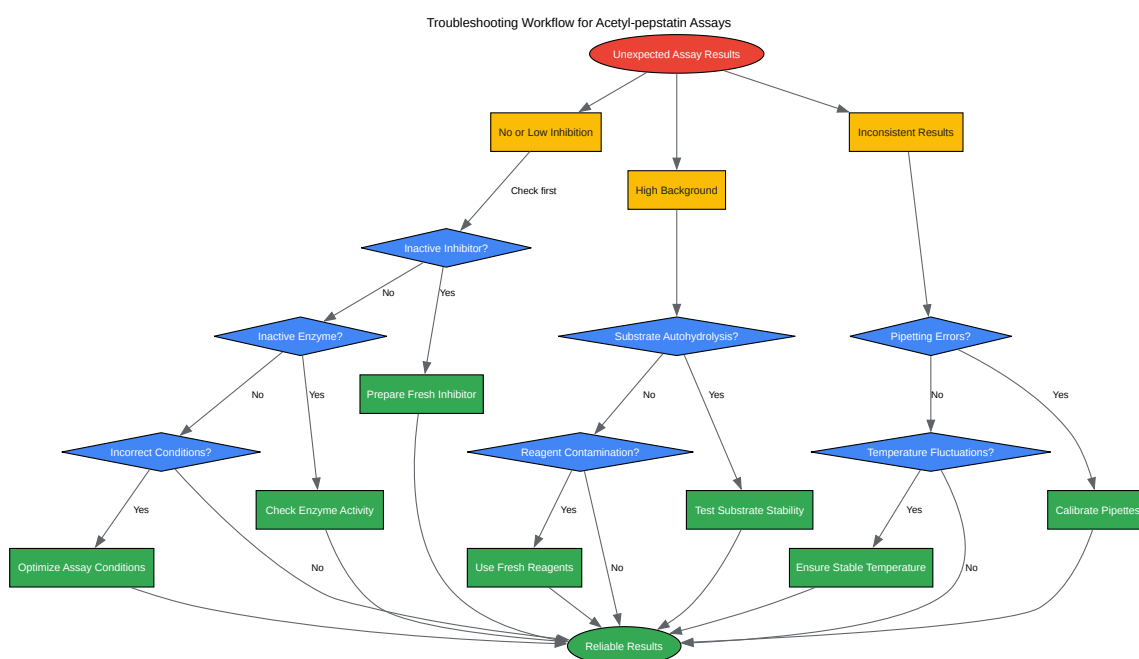 Troubleshooting Workflow for Acetyl-pepstatin Assays
Unexpected Assay Results
No or Low Inhibition
Inconsistent Results
High Background
Check first
Inactive Inhibitor?
No
Yes
Inactive Enzyme?
Substrate Autohydrolysis?
Pipetting Errors?
Prepare Fresh Inhibitor
No
Yes
No
Yes
No
Yes
Incorrect Conditions?
Reagent Contamination?
Temperature Fluctuations?
Check Enzyme Activity
Test Substrate Stability
Calibrate Pipettes
Yes
Yes
Yes
Optimize Assay Conditions
No
Use Fresh Reagents
No
Ensure Stable Temperature
No
Reliable Results